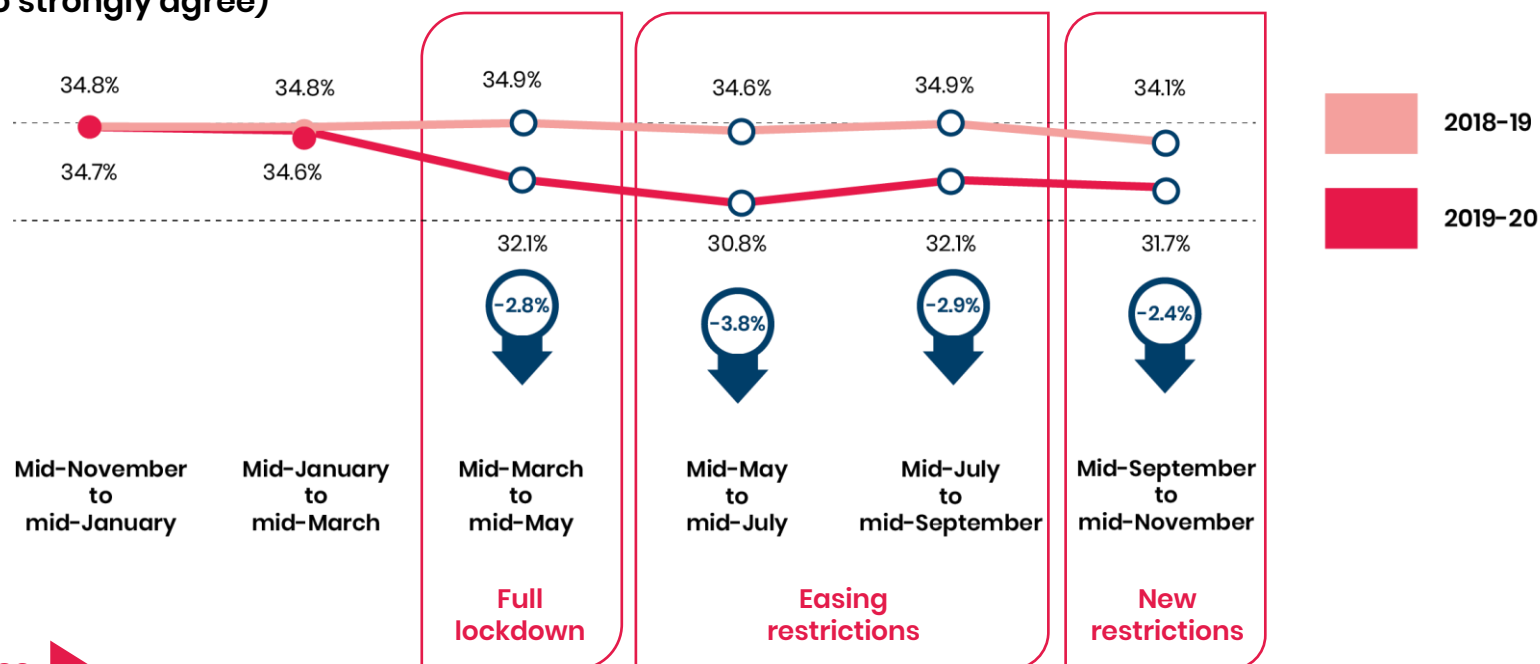 strongly agree)
34.8%
34.8%
34.9%
34.6%
34.9%
34.1%
2018-19
34.7%
34.6%
2019-20
32.1%
30.8%
32.1%
31.7%
-2.8%
-3.8%
-2.9%
-2.4%
Mid-November
to
mid-January
Mid-January
to
mid-March
Mid-March
to
mid-May
Mid-May
to
mid-July
Mid-July
to
mid-September
Mid-September
to
mid-November
Full
lockdown
Easing
restrictions
New
restrictions